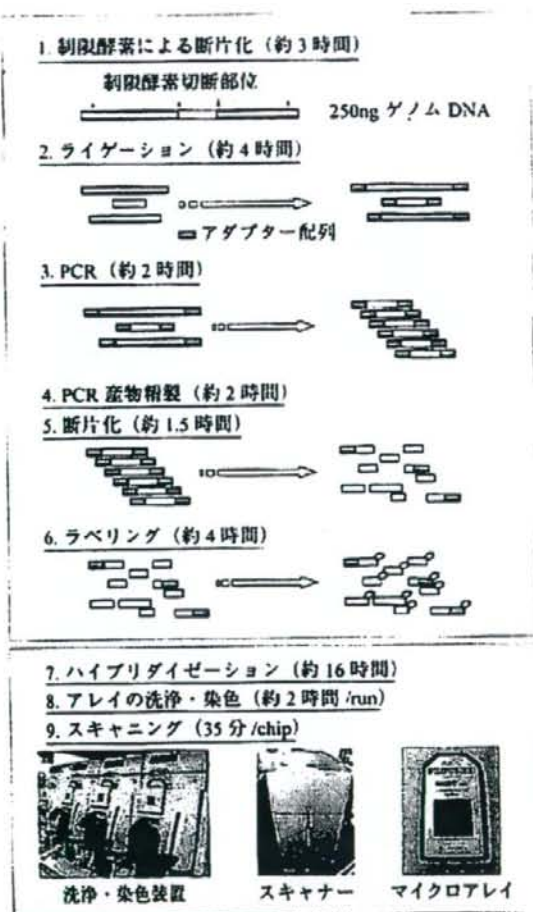 1. 制限酵素による断片化（約3時間）
制限酵素切断部位
250ng ゲノム DNA
2. ライゲーション（約4時間）
アダプター配列
3. PCR（約2時間）
4. PCR 産物精製（約2時間）
5. 断片化（約1.5時間）
6. ラベリング（約4時間）
7. ハイブリダイゼーション（約16時間）
8. アレイの洗浄・染色（約2時間/run）
9. スキャニング（35分/chip）
洗浄・染色装置
スキャナー
マイクロアレイ